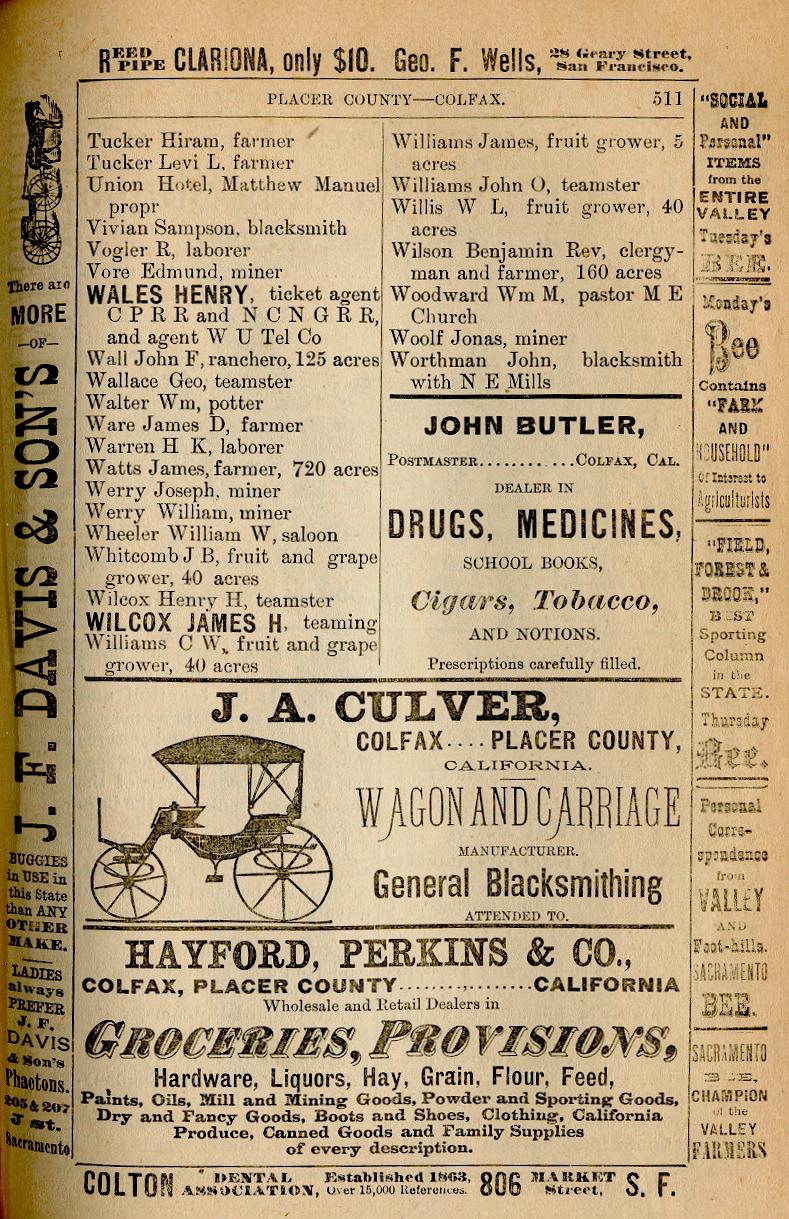 REED PIPE CLARIONA, only $10. Geo. F. Wells, 28 Geary Street, San Francisco.
PLACER COUNTY—COLFAX. 511
Tucker Hiram, farmer
Tucker Levi L, farmer
Union Hotel, Matthew Manuel
propr
Vivian Sampson, blacksmith
Vogler R, laborer
Vore Edmund, miner
WALES HENRY, ticket agent
C P R R and N C N G R R,
and agent W U Tel Co
Wall John F, ranchero, 125 acres
Wallace Geo, teamster
Walter Wm, potter
Ware James D, farmer
Warren H K, laborer
Watts James, farmer, 720 acres
Werry Joseph, miner
Werry William, miner
Wheeler William W, saloon
Whitcomb J B, fruit and grape
grower, 40 acres
Wilcox Henry H, teamster
WILCOX JAMES H, teaming
Williams C W, fruit and grape
grower, 40 acres
Williams James, fruit grower, 5
acres
Williams John O, teamster
Willis W L, fruit grower, 40
acres
Wilson Benjamin Rev, clergy-
man and farmer, 160 acres
Woodward Wm M, pastor M E
Church
Woolf Jonas, miner
Worthman John, blacksmith
with N E Mills
JOHN BUTLER,
POSTMASTER...........COLFAX, CAL.
DEALER IN
DRUGS, MEDICINES,
SCHOOL BOOKS,
Cigars, Tobacco,
AND NOTIONS.
Prescriptions carefully filled.
J. A. CULVER,
COLFAX....PLACER COUNTY,
CALIFORNIA.
WAGON AND CARRIAGE
MANUFACTURER.
General Blacksmithing
ATTENDED TO.
HAYFORD, PERKINS & CO.,
COLFAX, PLACER COUNTY................CALIFORNIA
Wholesale and Retail Dealers in
GROCERIES, PROVISIONS,
Hardware, Liquors, Hay, Grain, Flour, Feed,
Paints, Oils, Mill and Mining Goods, Powder and Sporting Goods,
Dry and Fancy Goods, Boots and Shoes, Clothing, California
Produce, Canned Goods and Family Supplies
of every description.
COLTON DENTAL ASSOCIATION, Established 1863, Over 15,000 References. 806 MARKET Street, S. F.
There are
MORE
—OF—
J. F. DAVIS & SON'S
BUGGIES
in USE in
this State
than ANY
OTHER
MAKE.
LADIES
always
PREFER
J. F.
DAVIS
& Son's
Phaetons.
205 & 207
J St.
Sacramento
"SOCIAL
AND
Personal"
ITEMS
from the
ENTIRE
VALLEY
Tuesday's
BEE.
Monday's
Bee
Contains
"FARM
AND
HOUSEHOLD"
Of Interest to
Agriculturists
"FIELD,
FOREST &
BROOK,"
BEST
Sporting
Column
in the
STATE.
Thursday
Bee.
Personal
Corre-
spondence
from
VALLEY
AND
Foot-hills.
SACRAMENTO
BEE.
SACRAMENTO
BEE,
CHAMPION
of the
VALLEY
FARMERS